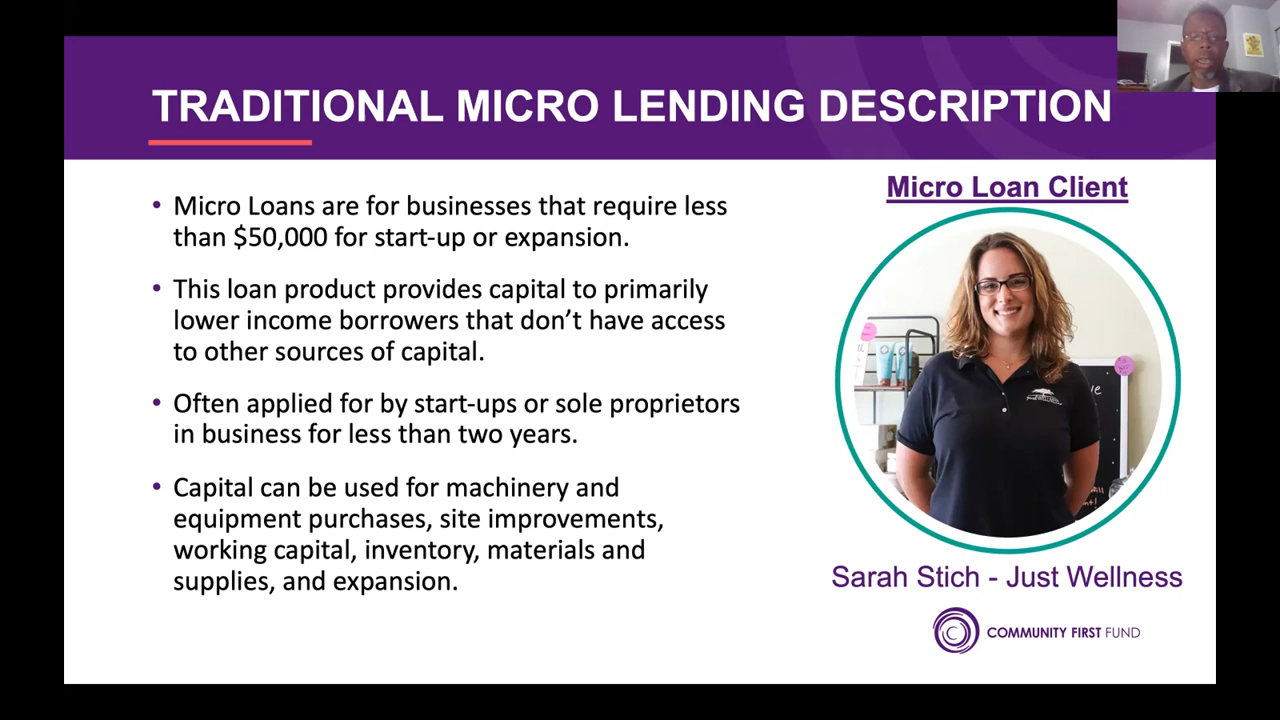 TRADITIONAL MICRO LENDING DESCRIPTION
• Micro Loans are for businesses that require less
than $50,000 for start-up or expansion.
• This loan product provides capital to primarily
lower income borrowers that don’t have access
to other sources of capital.
• Often applied for by start-ups or sole proprietors
in business for less than two years.
• Capital can be used for machinery and
equipment purchases, site improvements,
working capital, inventory, materials and
supplies, and expansion.
Micro Loan Client
Sarah Stich - Just Wellness
C
COMMUNITY FIRST FUND